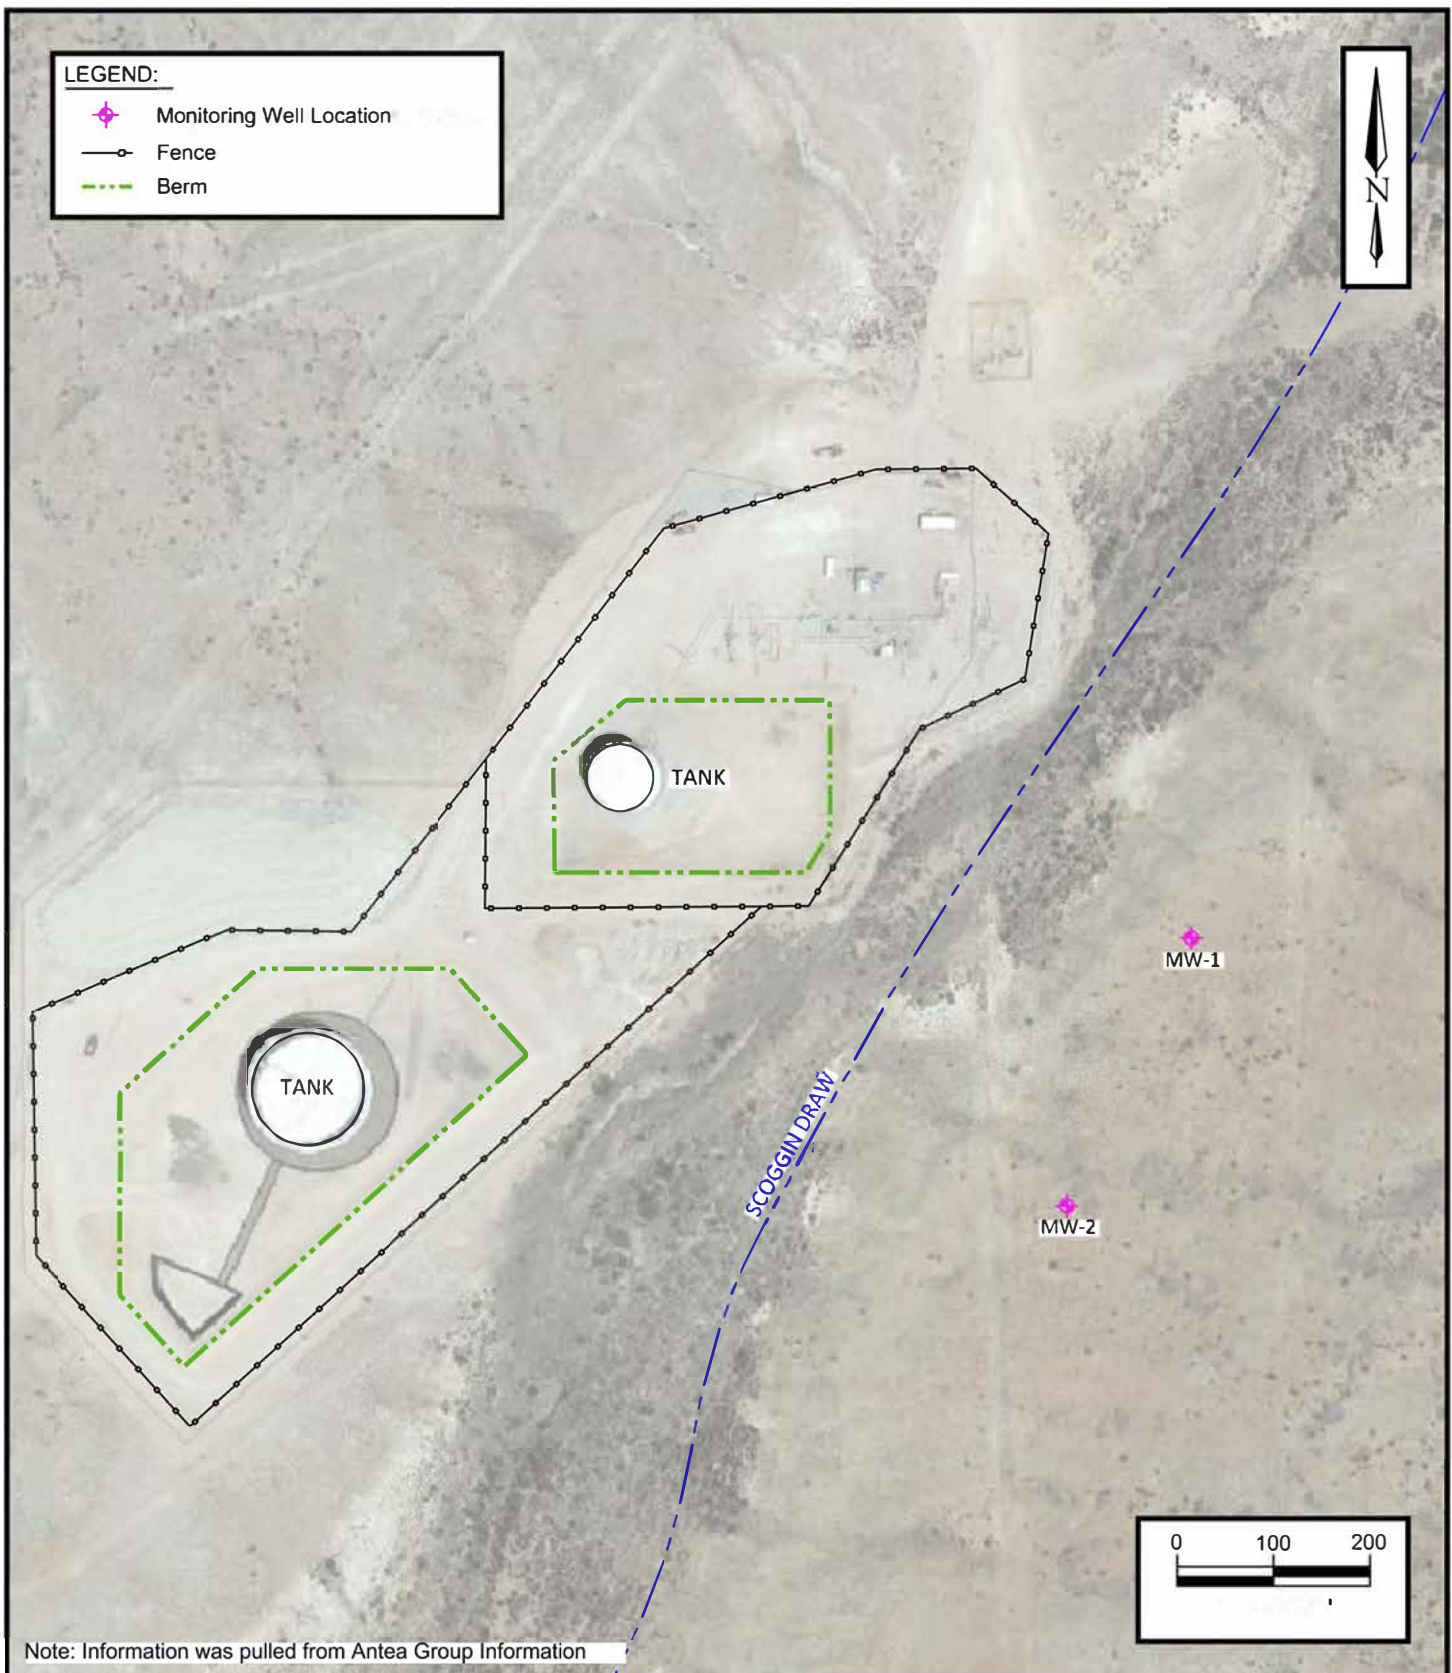 LEGEND:
Monitoring Well Location
Fence
Berm
N
TANK
MW-1
TANK
SCOGGIN DRAW
MW-2
0 100 200
Note: Information was pulled from Antea Group Information